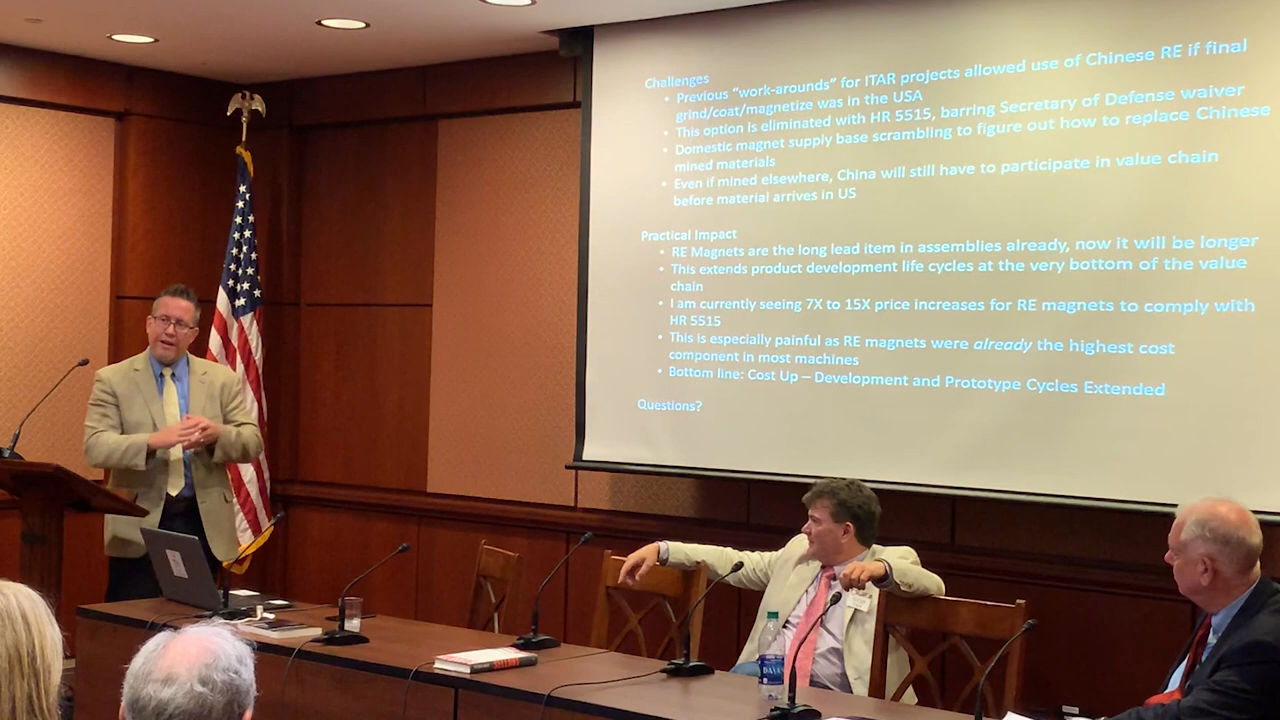 Challenges
• Previous “work-arounds” for ITAR projects allowed use of Chinese RE if final
grind/coat/magnetize was in the USA
• This option is eliminated with HR 5515, barring Secretary of Defense waiver
• Domestic magnet supply base scrambling to figure out how to replace Chinese
mined materials
• Even if mined elsewhere, China will still have to participate in value chain
before material arrives in US
Practical Impact
• RE Magnets are the long lead item in assemblies already, now it will be longer
• This extends product development life cycles at the very bottom of the value
chain
• I am currently seeing 7X to 15X price increases for RE magnets to comply with
HR 5515
• This is especially painful as RE magnets were already the highest cost
component in most machines
• Bottom line: Cost Up – Development and Prototype Cycles Extended
Questions?